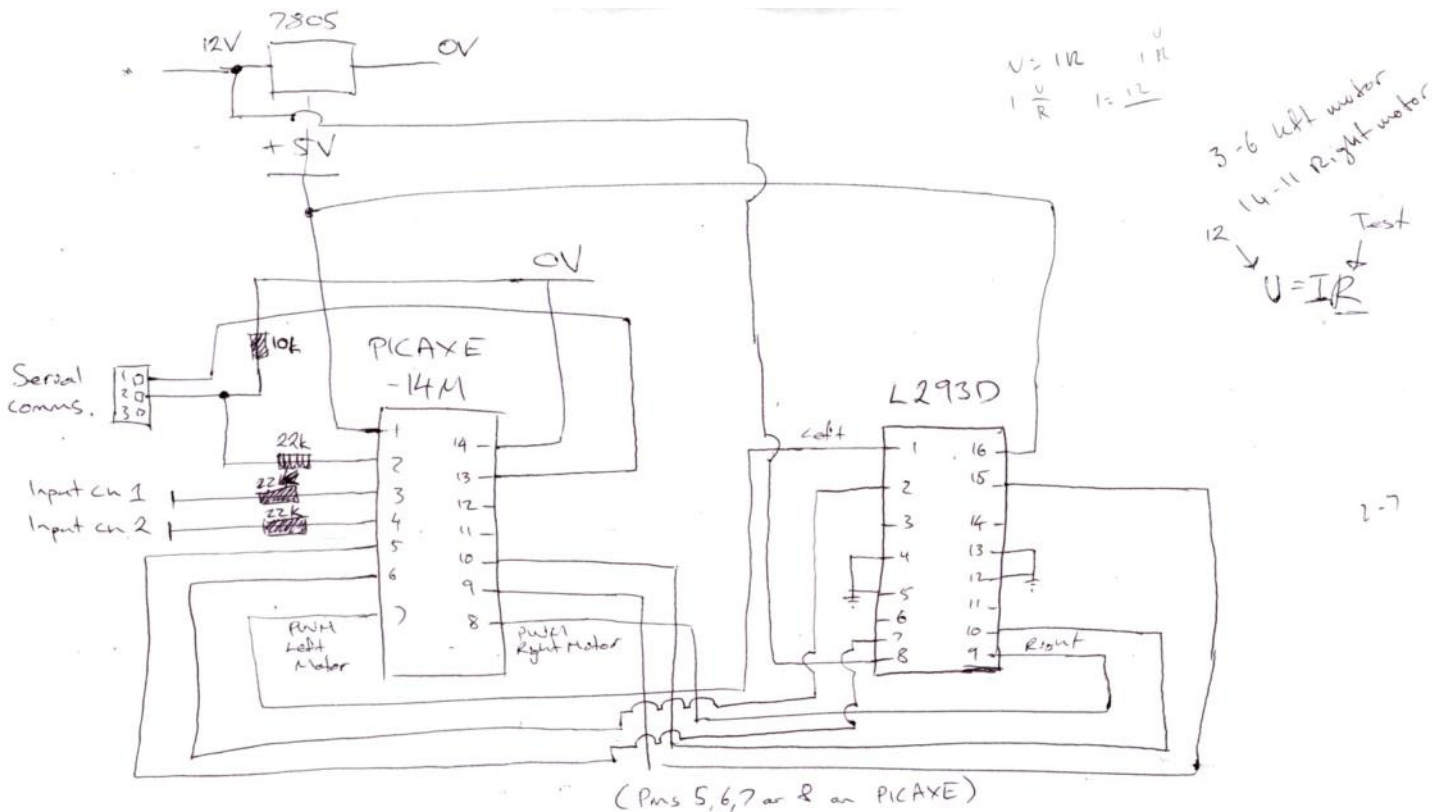 7805
12V
0V
+5V
V=IR
3-6 left motor
14-11 Right motor
12
Test
V=IR
0V
10k
PICAXE
-14M
Serial
comms.
1
2
3
L293D
Left
22k
22k
22k
Input ch 1
Input ch 2
1
2
3
4
5
6
7
14
13
12
11
10
9
8
PWM
Left
Motor
PWM
Right Motor
1
2
3
4
5
6
7
8
16
15
14
13
12
11
10
9
Right
2-7
(Pins 5,6,7 or 8 on PICAXE)